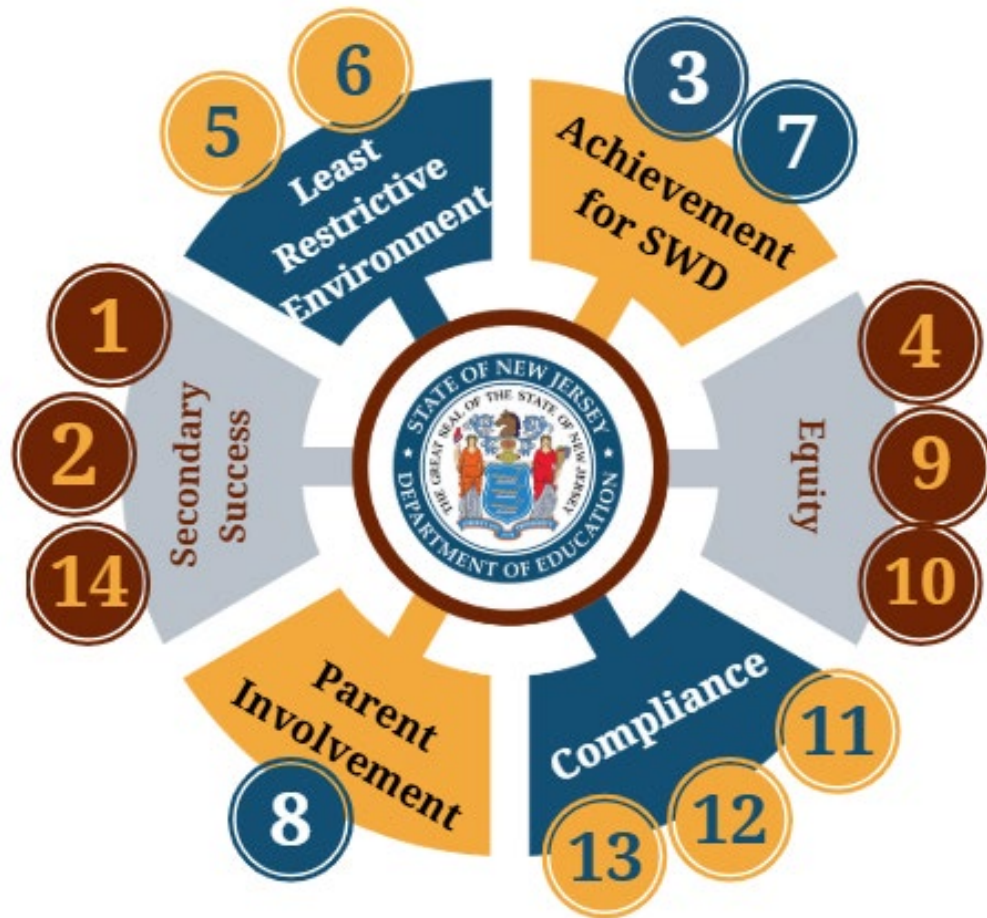 5
6
Least
Restrictive
Environment
3
7
Achievement
for SWD
1
2
14
Secondary
Success
4
9
10
Equity
STATE OF NEW JERSEY
THE GREAT SEAL OF THE STATE OF NEW JERSEY
DEPARTMENT OF EDUCATION
Parent
Involvement
8
Compliance
11
12
13